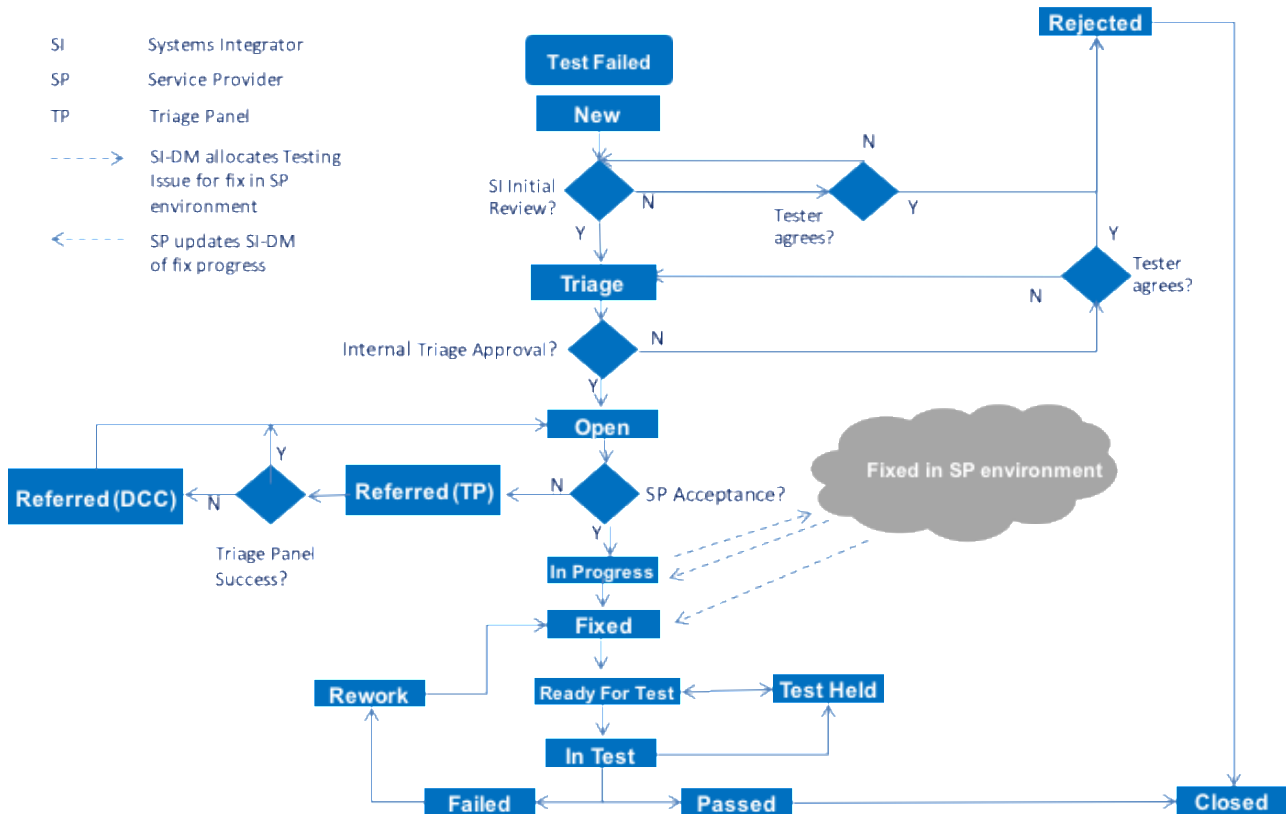 Rejected
SI Systems Integrator
Test Failed
SP Service Provider
New
TP Triage Panel
N
SI-DM allocates Testing
Issue for fix in SP
environment
SI Initial
Review?
N
Tester
agrees?
Y
Y
Y
SP updates SI-DM
of fix progress
Tester
agrees?
Triage
N
Internal Triage Approval?
N
Y
Open
Y
Fixed in SP environment
Referred (DCC)
N
Referred (TP)
N
SP Acceptance?
Y
Triage Panel
Success?
In Progress
Fixed
Rework
Ready For Test
Test Held
In Test
Failed
Passed
Closed